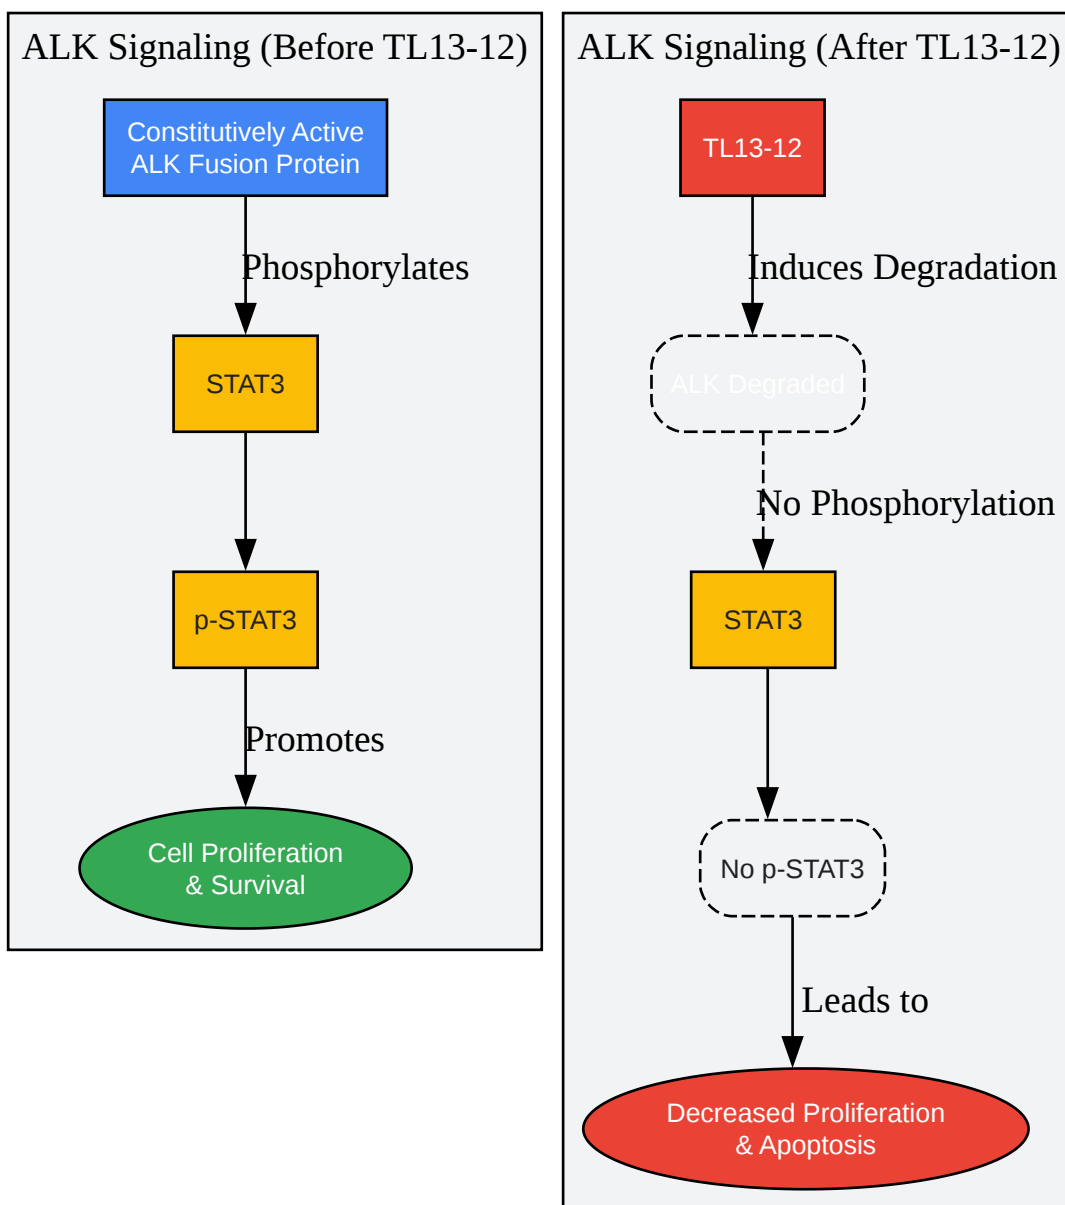 ALK Signaling (Before TL13-12)
Constitutively Active
ALK Fusion Protein
Phosphorylates
STAT3
p-STAT3
Promotes
Cell Proliferation
& Survival
ALK Signaling (After TL13-12)
TL13-12
Induces Degradation
ALK Degraded
No Phosphorylation
STAT3
No p-STAT3
Leads to
Decreased Proliferation
& Apoptosis